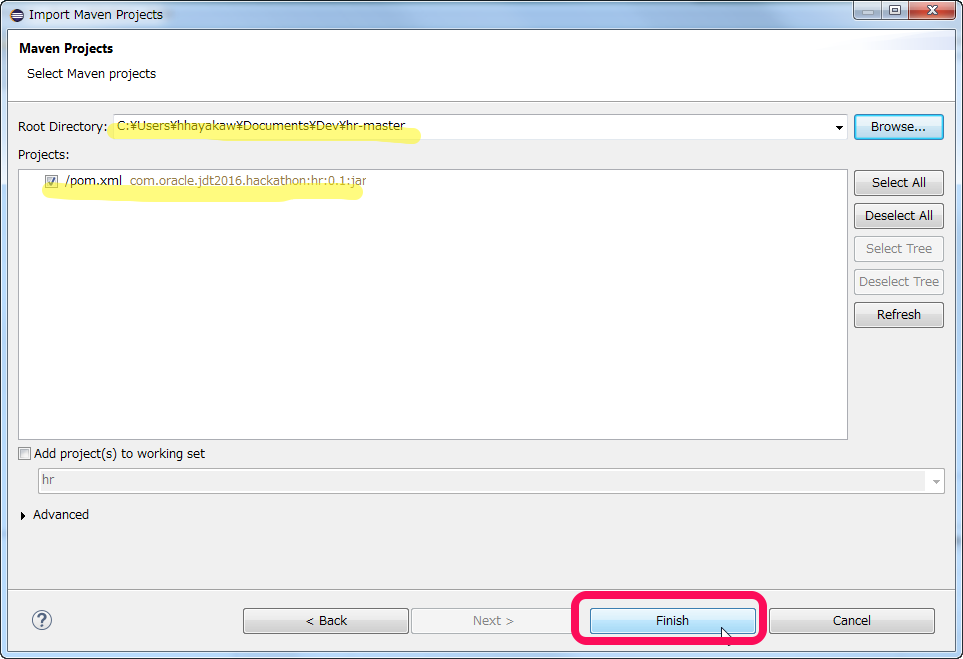 Import Maven Projects
Maven Projects
Select Maven projects
Root Directory: C:¥Users¥hhayakaw¥Documents¥Dev¥hr-master Browse...
Projects:
/pom.xml com.oracle.jdt2016.hackathon:hr:0.1:jar
Select All
Deselect All
Select Tree
Deselect Tree
Refresh
Add project(s) to working set
hr
Advanced
? < Back Next > Finish Cancel